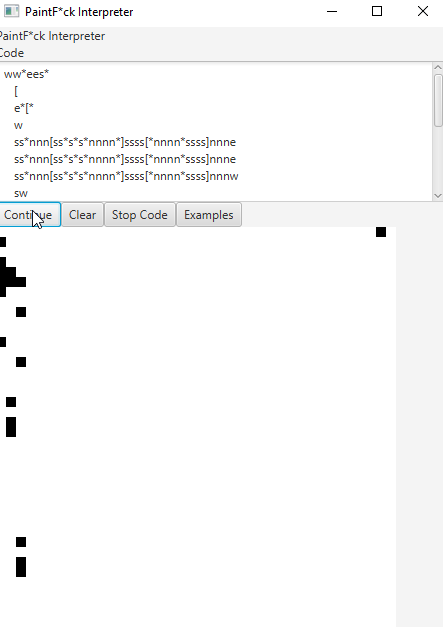 PaintF*ck Interpreter
PaintF*ck Interpreter
Code
ww*ees*
[
e*[*
w
ss*nnn[ss*s*s*nnnn*]ssss[*nnnn*ssss]nnne
ss*nnn[ss*s*s*nnnn*]ssss[*nnnn*ssss]nnne
ss*nnn[ss*s*s*nnnn*]ssss[*nnnn*ssss]nnnw
sw
Continue Clear Stop Code Examples